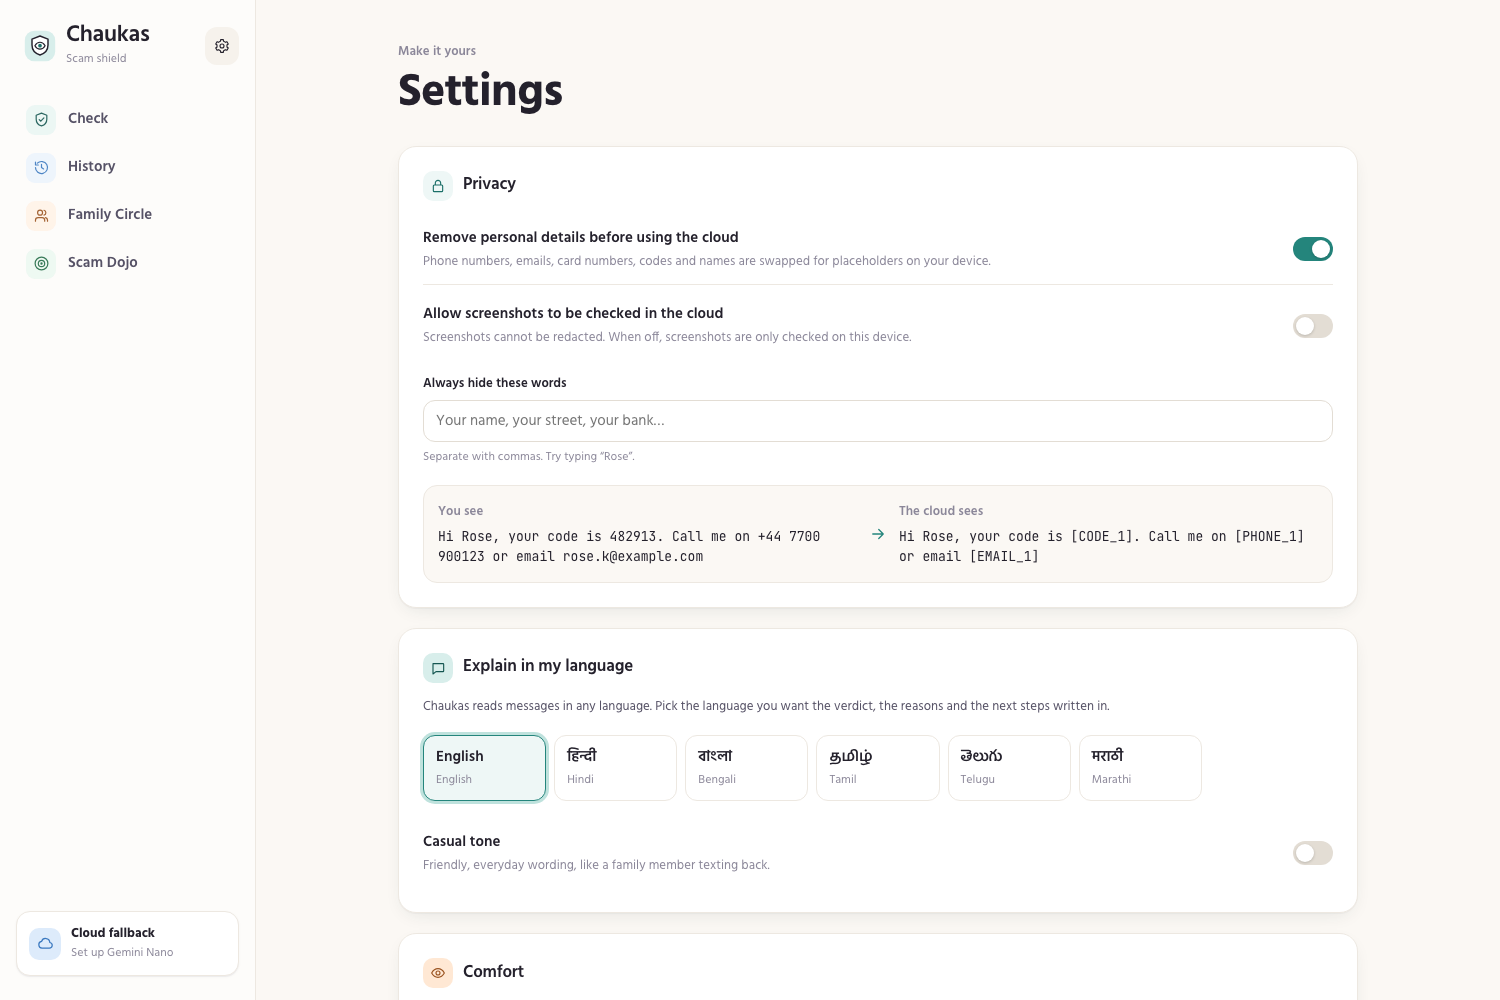 Chaukas
Scam shield
Check
History
Family Circle
Scam Dojo
Cloud fallback
Set up Gemini Nano
Make it yours
Settings
Privacy
Remove personal details before using the cloud
Phone numbers, emails, card numbers, codes and names are swapped for placeholders on your device.
Allow screenshots to be checked in the cloud
Screenshots cannot be redacted. When off, screenshots are only checked on this device.
Always hide these words
Your name, your street, your bank...
Separate with commas. Try typing “Rose”.
You see
Hi Rose, your code is 482913. Call me on +44 7700
900123 or email rose.k@example.com
The cloud sees
Hi Rose, your code is [CODE_1]. Call me on [PHONE_1]
or email [EMAIL_1]
Explain in my language
Chaukas reads messages in any language. Pick the language you want the verdict, the reasons and the next steps written in.
English
English
हिन्दी
Hindi
বাংলা
Bengali
தமிழ்
Tamil
తెలుగు
Telugu
मराठी
Marathi
Casual tone
Friendly, everyday wording, like a family member texting back.
Comfort